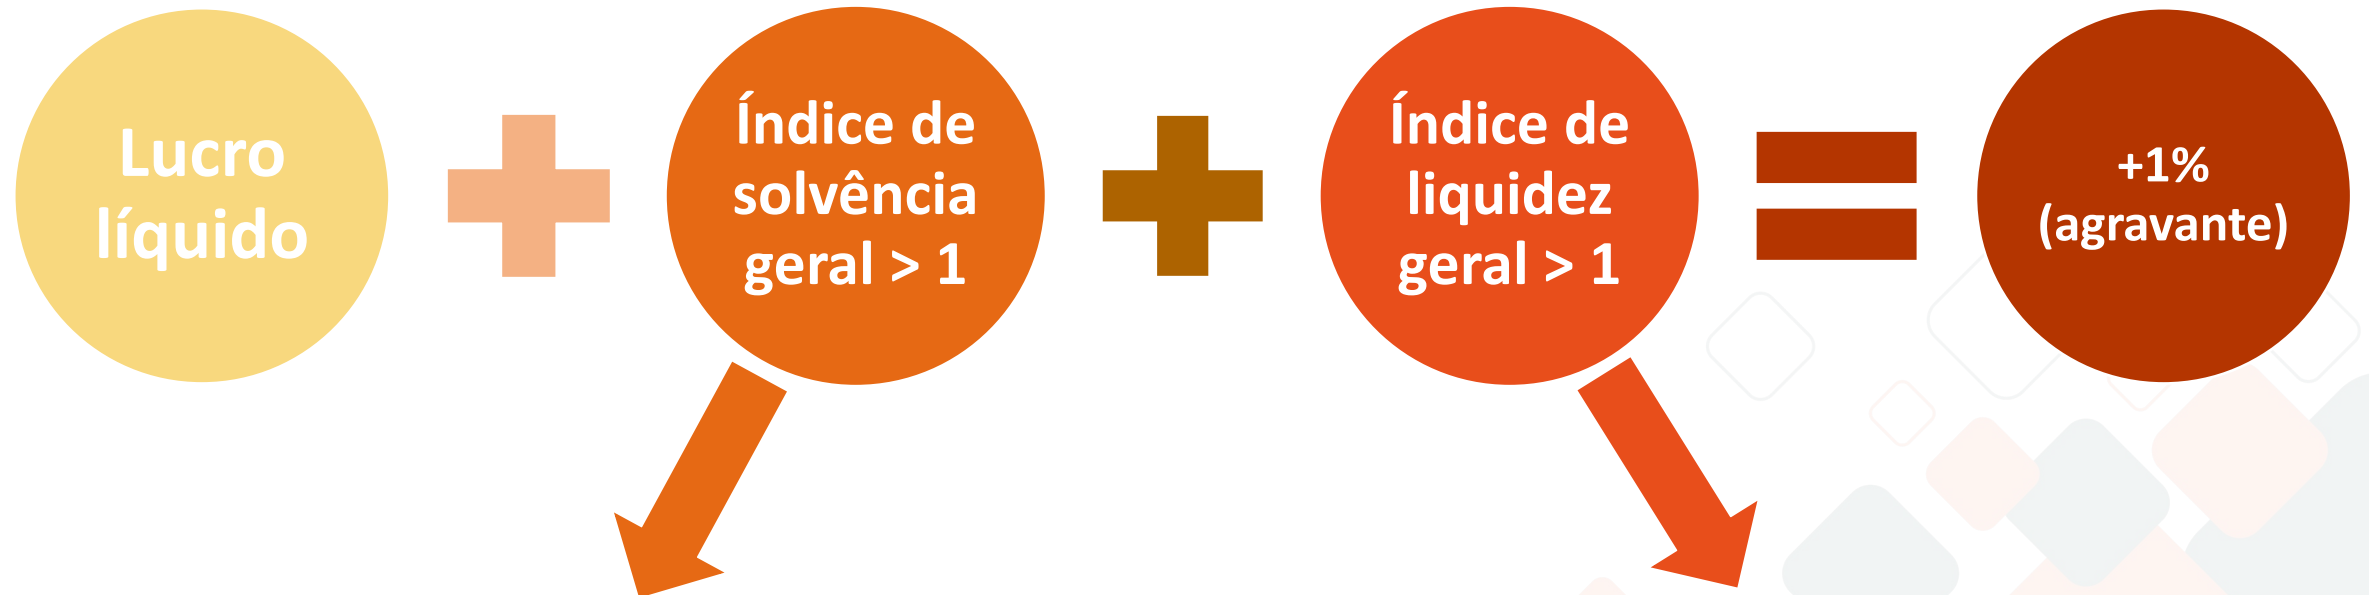 Lucro
líquido
Índice de
solvência
geral > 1
Índice de
liquidez
geral > 1
+1%
(agravante)